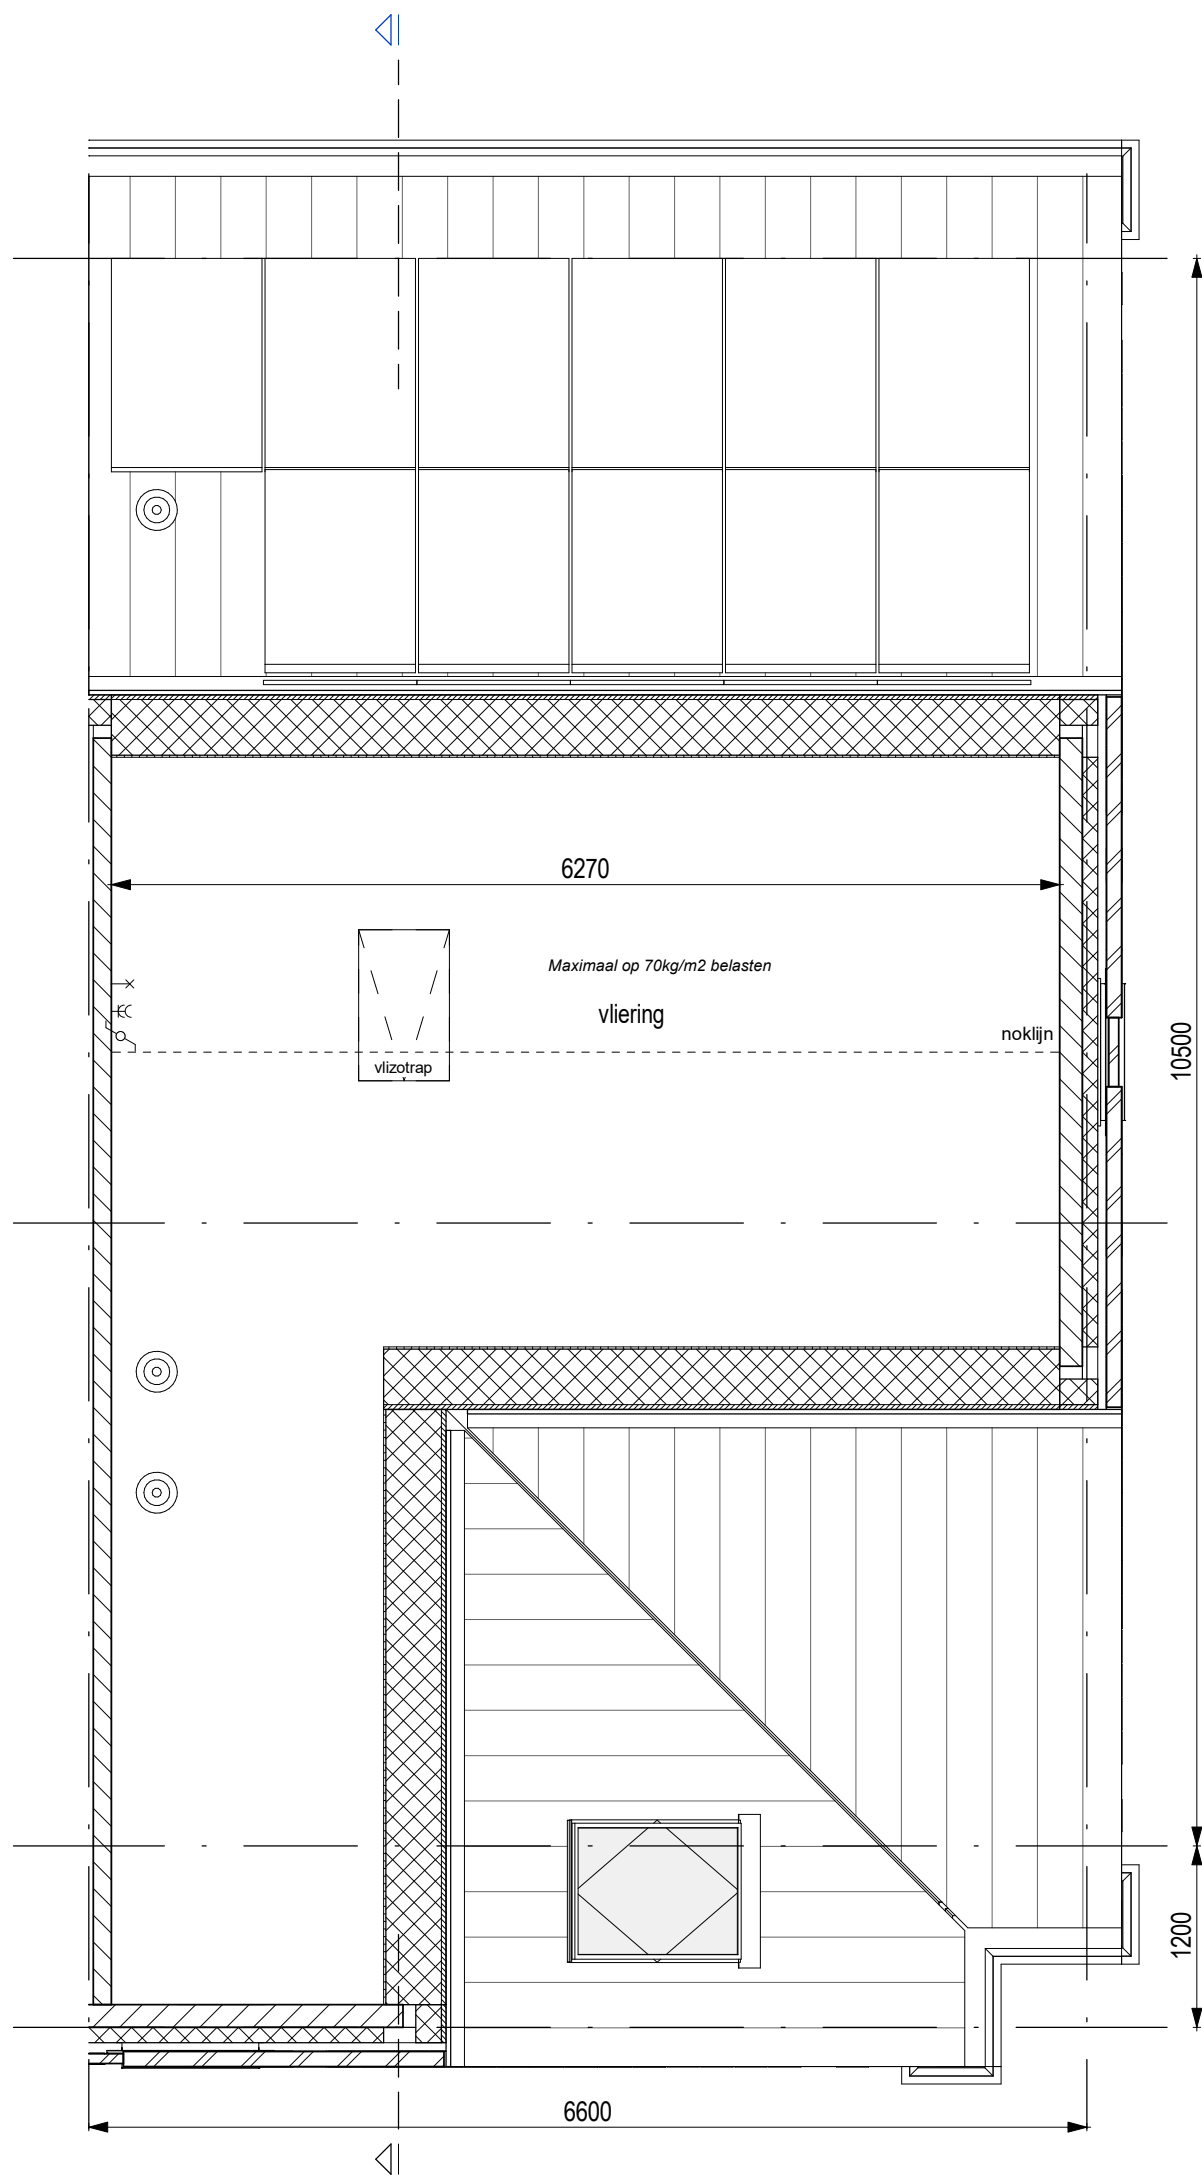 6270
Maximaal op 70kg/m2 belasten
vliering
noklijn
vlizotrap
10500
1200
6600